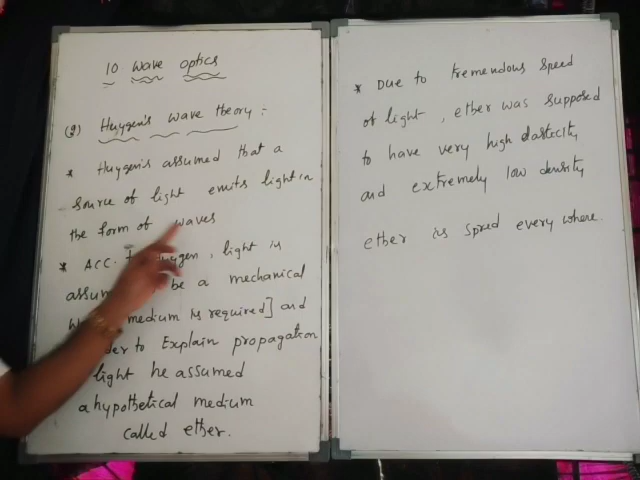 10 wave optics
(9) Huygen's wave theory :
* Huygen's assumed that a
source of light emits light in
the form of waves
* Acc. Huygen, light is
be a mechanical
medium is required] and
to Explain propagation
light he assumed
a hypothetical medium
called ether.
* Due to tremendous speed
of light, ether was supposed
to have very high elasticity
and extremely low density
ether is spred every where.